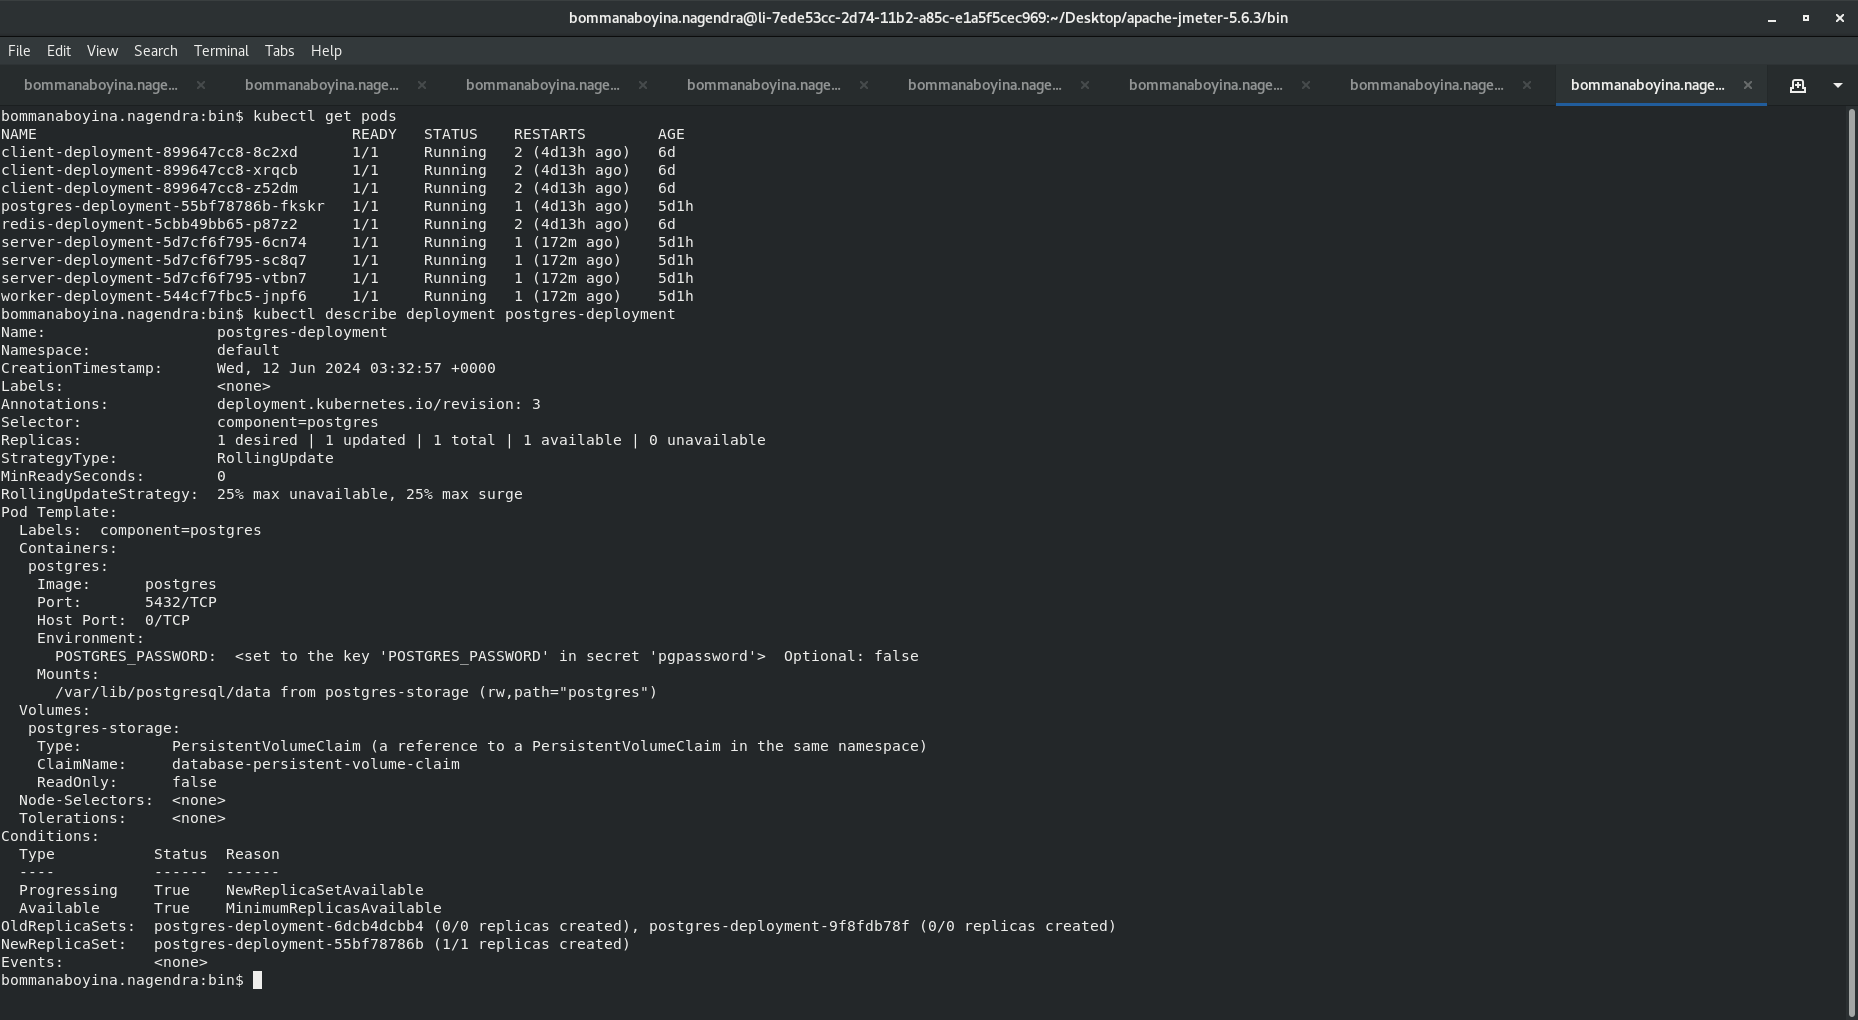 bommanaboyina.nagendra@li-7ede53cc-2d74-11b2-a85c-e1a5f5cec969:~/Desktop/apache-jmeter-5.6.3/bin
File Edit View Search Terminal Tabs Help
bommanaboyina.nage... bommanaboyina.nage... bommanaboyina.nage... bommanaboyina.nage... bommanaboyina.nage... bommanaboyina.nage... bommanaboyina.nage... bommanaboyina.nage...
bommanaboyina.nagendra:bin$ kubectl get pods
NAME                                   READY   STATUS    RESTARTS        AGE
client-deployment-899647cc8-8c2xd      1/1     Running   2 (4d13h ago)   6d
client-deployment-899647cc8-xrqcb      1/1     Running   2 (4d13h ago)   6d
client-deployment-899647cc8-z52dm      1/1     Running   2 (4d13h ago)   6d
postgres-deployment-55bf78786b-fkskr   1/1     Running   1 (4d13h ago)   5d1h
redis-deployment-5cbb49bb65-p87z2      1/1     Running   2 (4d13h ago)   6d
server-deployment-5d7cf6f795-6cn74     1/1     Running   1 (172m ago)    5d1h
server-deployment-5d7cf6f795-sc8q7     1/1     Running   1 (172m ago)    5d1h
server-deployment-5d7cf6f795-vtbn7     1/1     Running   1 (172m ago)    5d1h
worker-deployment-544cf7fbc5-jnpf6     1/1     Running   1 (172m ago)    5d1h
bommanaboyina.nagendra:bin$ kubectl describe deployment postgres-deployment
Name:                   postgres-deployment
Namespace:              default
CreationTimestamp:      Wed, 12 Jun 2024 03:32:57 +0000
Labels:                 <none>
Annotations:            deployment.kubernetes.io/revision: 3
Selector:               component=postgres
Replicas:               1 desired | 1 updated | 1 total | 1 available | 0 unavailable
StrategyType:           RollingUpdate
MinReadySeconds:        0
RollingUpdateStrategy:  25% max unavailable, 25% max surge
Pod Template:
  Labels:  component=postgres
  Containers:
   postgres:
    Image:      postgres
    Port:       5432/TCP
    Host Port:  0/TCP
    Environment:
      POSTGRES_PASSWORD:  <set to the key 'POSTGRES_PASSWORD' in secret 'pgpassword'>  Optional: false
    Mounts:
      /var/lib/postgresql/data from postgres-storage (rw,path="postgres")
  Volumes:
   postgres-storage:
    Type:          PersistentVolumeClaim (a reference to a PersistentVolumeClaim in the same namespace)
    ClaimName:     database-persistent-volume-claim
    ReadOnly:      false
  Node-Selectors:  <none>
  Tolerations:     <none>
Conditions:
  Type           Status  Reason
  ----           ------  ------
  Progressing    True    NewReplicaSetAvailable
  Available      True    MinimumReplicasAvailable
OldReplicaSets:  postgres-deployment-6dcb4dcbb4 (0/0 replicas created), postgres-deployment-9f8fdb78f (0/0 replicas created)
NewReplicaSet:   postgres-deployment-55bf78786b (1/1 replicas created)
Events:          <none>
bommanaboyina.nagendra:bin$